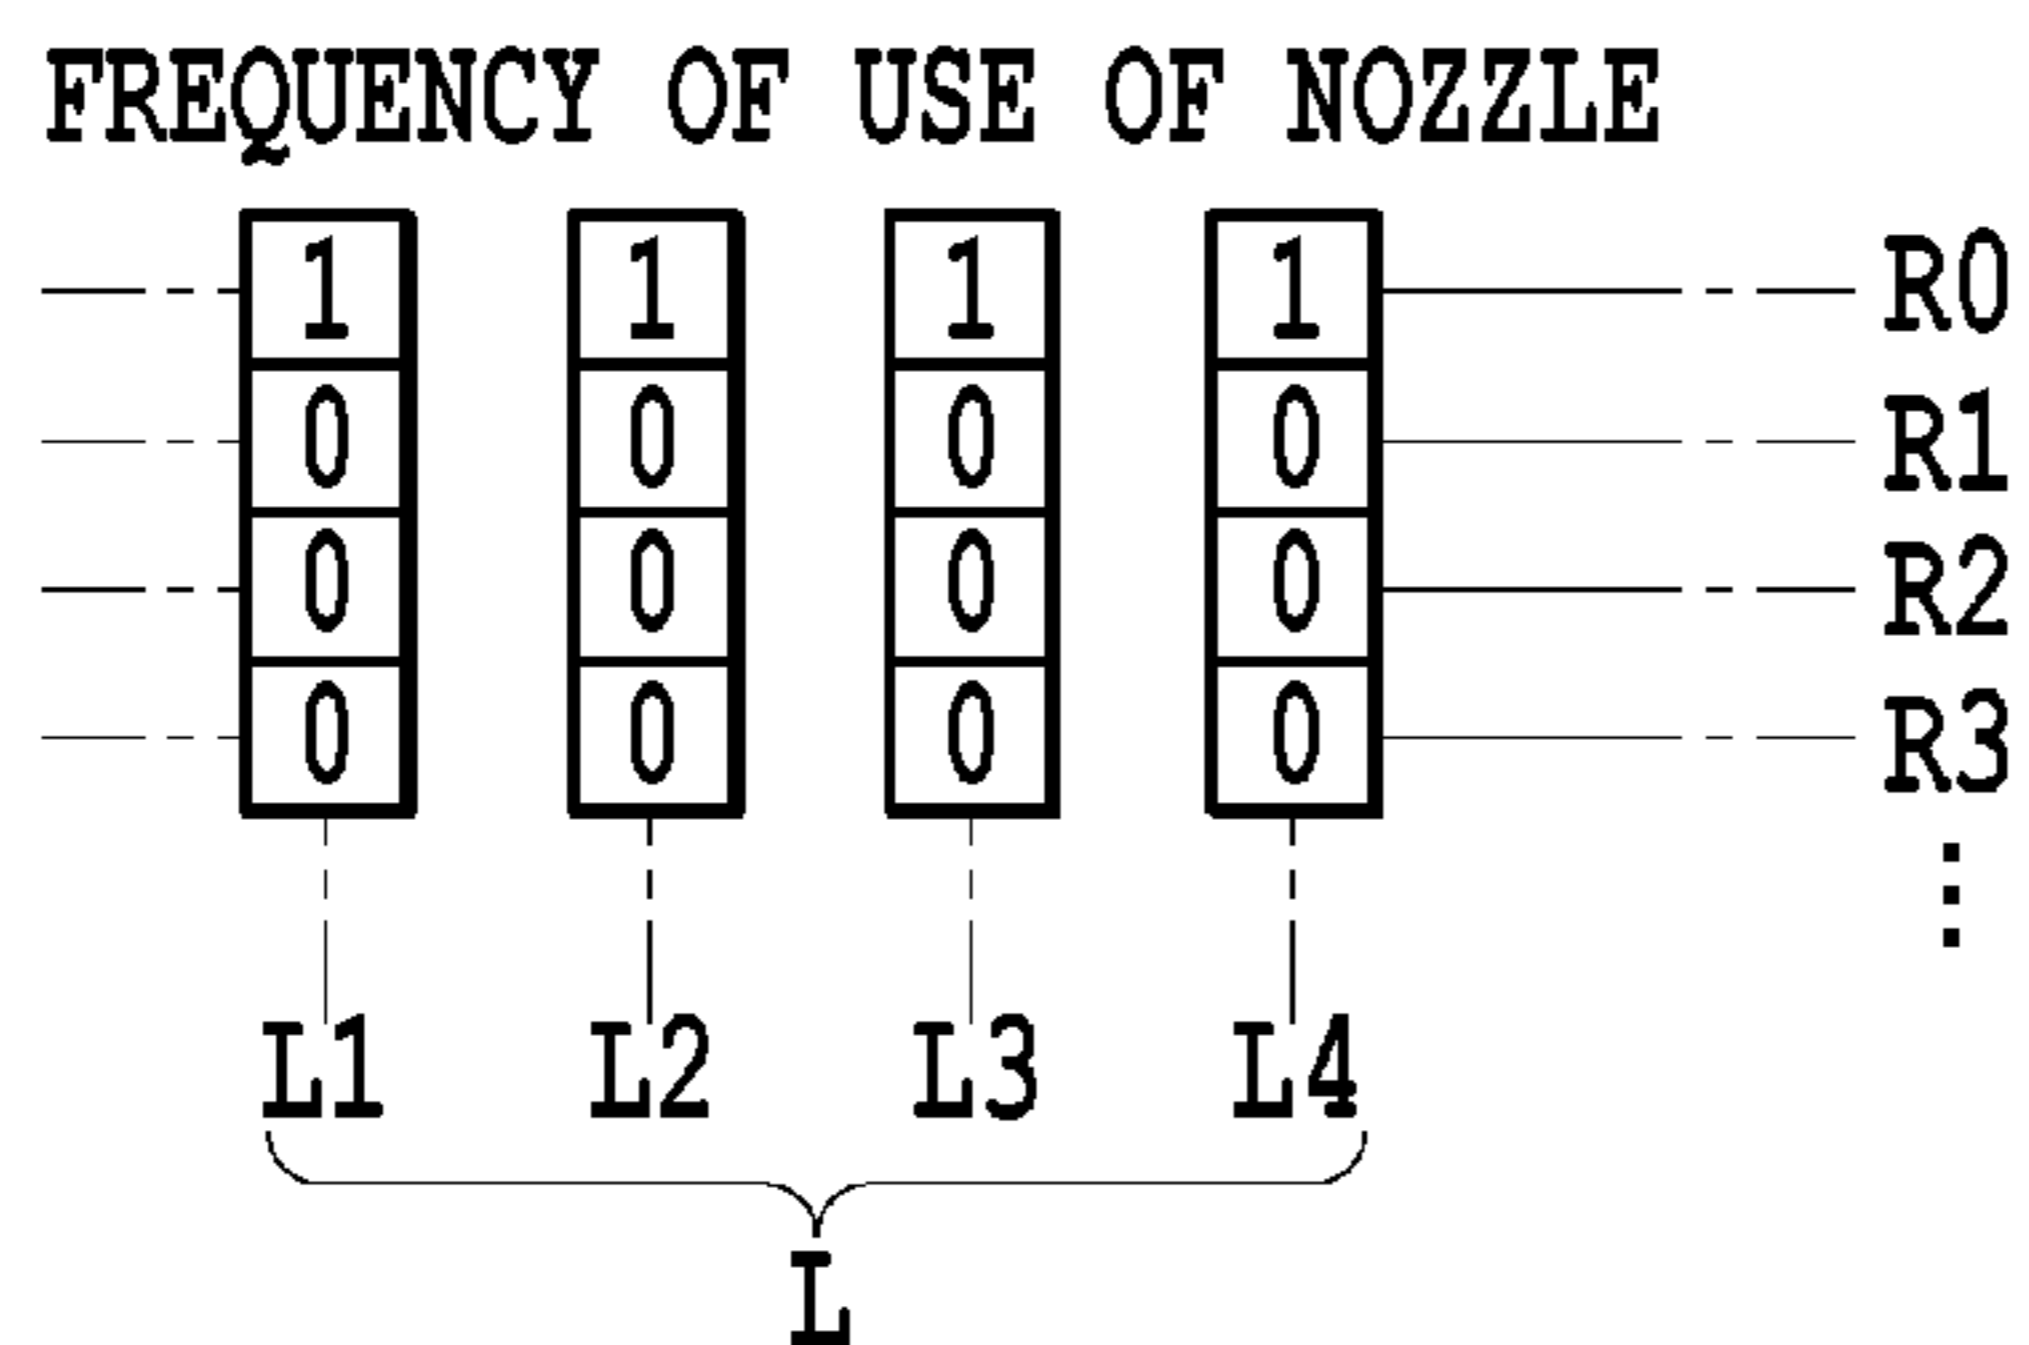 FREQUENCY OF USE OF NOZZLE
1 1 1 1 R0
0 0 0 0 R1
0 0 0 0 R2
0 0 0 0 R3
⋮
L1 L2 L3 L4
L